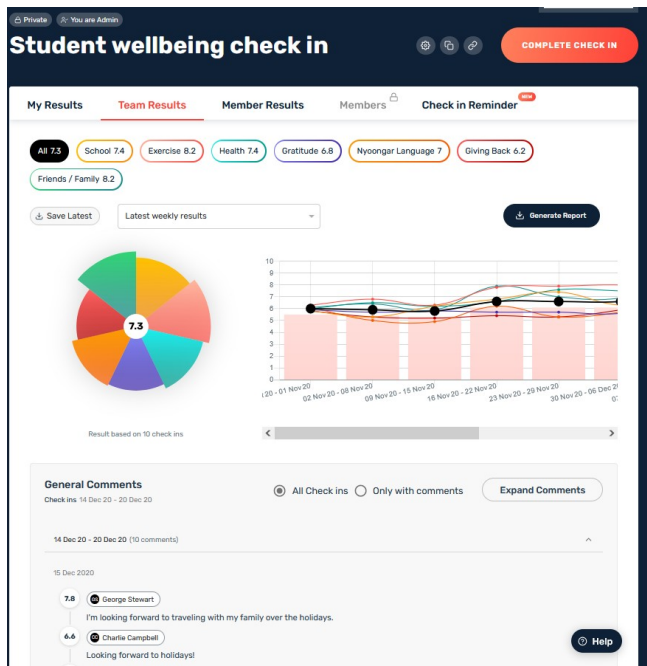 Private You are Admin
Student wellbeing check in
COMPLETE CHECK IN
My Results Team Results Member Results Members Check in Reminder NEW
All 7.3 School 7.4 Exercise 8.2 Health 7.4 Gratitude 6.8 Nyoongar Language 7 Giving Back 6.2
Friends / Family 8.2
Save Latest Latest weekly results Generate Report
7.3
10
9
8
7
6
5
4
3
2
1
0
20 - 01 Nov 20 02 Nov 20 - 08 Nov 20 09 Nov 20 - 15 Nov 20 16 Nov 20 - 22 Nov 20 23 Nov 20 - 29 Nov 20 30 Nov 20 - 06 Dec 2
Result based on 10 check ins
General Comments
Check ins 14 Dec 20 - 20 Dec 20
All Check ins Only with comments Expand Comments
14 Dec 20 - 20 Dec 20 (10 comments)
15 Dec 2020
7.8 GS George Stewart
I'm looking forward to traveling with my family over the holidays.
6.6 CC Charlie Campbell
Looking forward to holidays!
Help